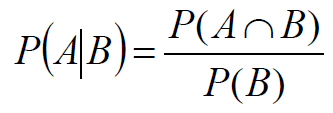 P(A|B) = P(A ∩ B) / P(B)